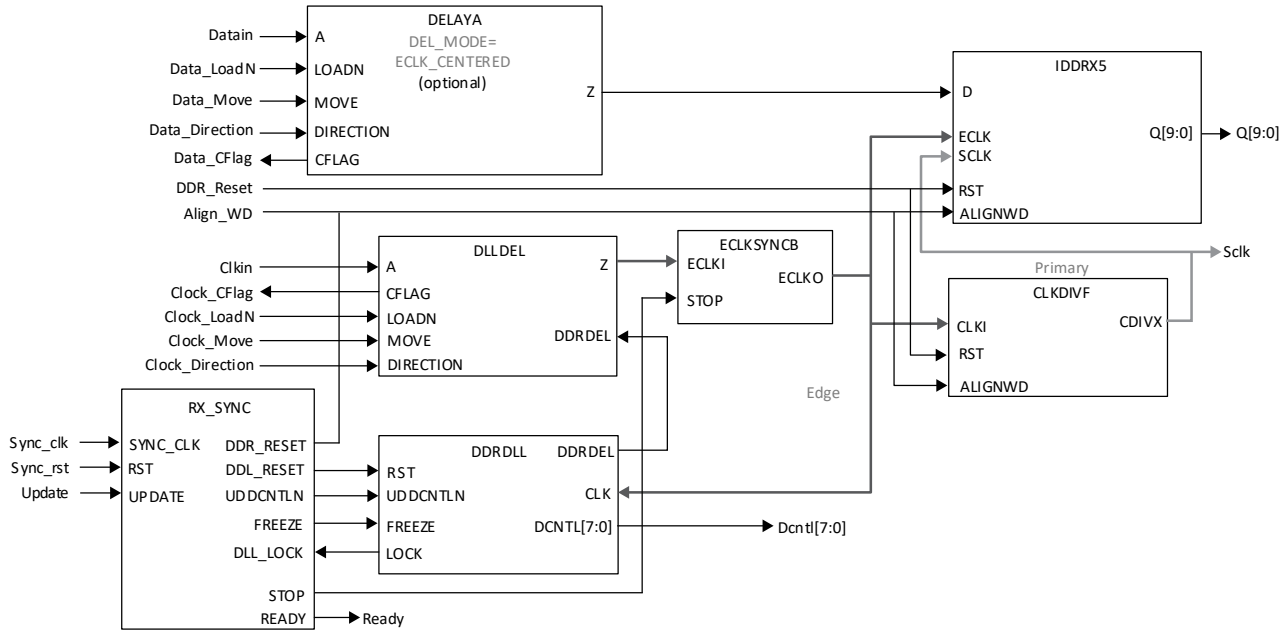 DELAYA
DEL_MODE=
ECLK_CENTERED
(optional)
Datain
A
Data_LoadN
LOADN
Data_Move
MOVE
Data_Direction
DIRECTION
Data_CFlag
CFLAG
Z
IDDRX5
D
ECLK
SCLK
RST
ALIGNWD
Q[9:0]
Q[9:0]
DDR_Reset
Align_WD
DLLDEL
Clkin
A
Clock_CFlag
CFLAG
Clock_LoadN
LOADN
Clock_Move
MOVE
Clock_Direction
DIRECTION
Z
DDRDEL
ECLKSYNCB
ECLKI
STOP
ECLKO
Sclk
Primary
CLKDIVF
CLKI
RST
ALIGNWD
CDIVX
Edge
RX_SYNC
Sync_clk
SYNC_CLK
Sync_rst
RST
Update
UPDATE
DDR_RESET
DDL_RESET
UDDCNTLN
FREEZE
DLL_LOCK
STOP
READY
Ready
DDRDLL
RST
UDDCNTLN
FREEZE
LOCK
DDRDEL
CLK
DCNTL[7:0]
Dcntl[7:0]